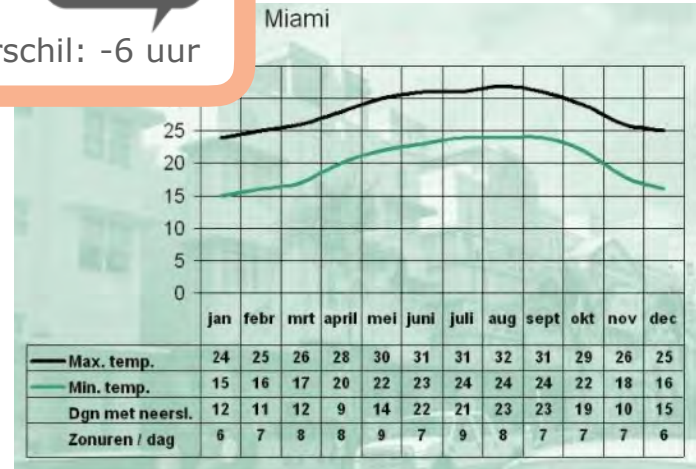 Miami
rschil: -6 uur
25
20
15
10
5
0
jan febr mrt april mei juni juli aug sept okt nov dec
Max. temp. 24 25 26 28 30 31 31 32 31 29 26 25
Min. temp. 15 16 17 20 22 23 24 24 24 22 18 16
Dgn met neersl. 12 11 12 9 14 22 21 23 23 19 10 15
Zonuren / dag 6 7 8 8 9 7 9 8 7 7 7 6